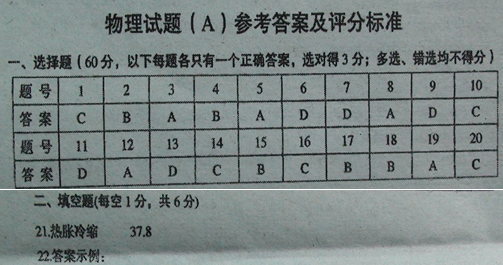 物理试题（A）参考答案及评分标准
一、选择题（60分，以下每题各只有一个正确答案，选对得3分；多选、错选均不得分）
题号 1 2 3 4 5 6 7 8 9 10
答案 C B A B A D D A D C
题号 11 12 13 14 15 16 17 18 19 20
答案 D A D C B C B B A C
二、填空题(每空1分，共6分)
21.热胀冷缩 37.8
22.答案示例：